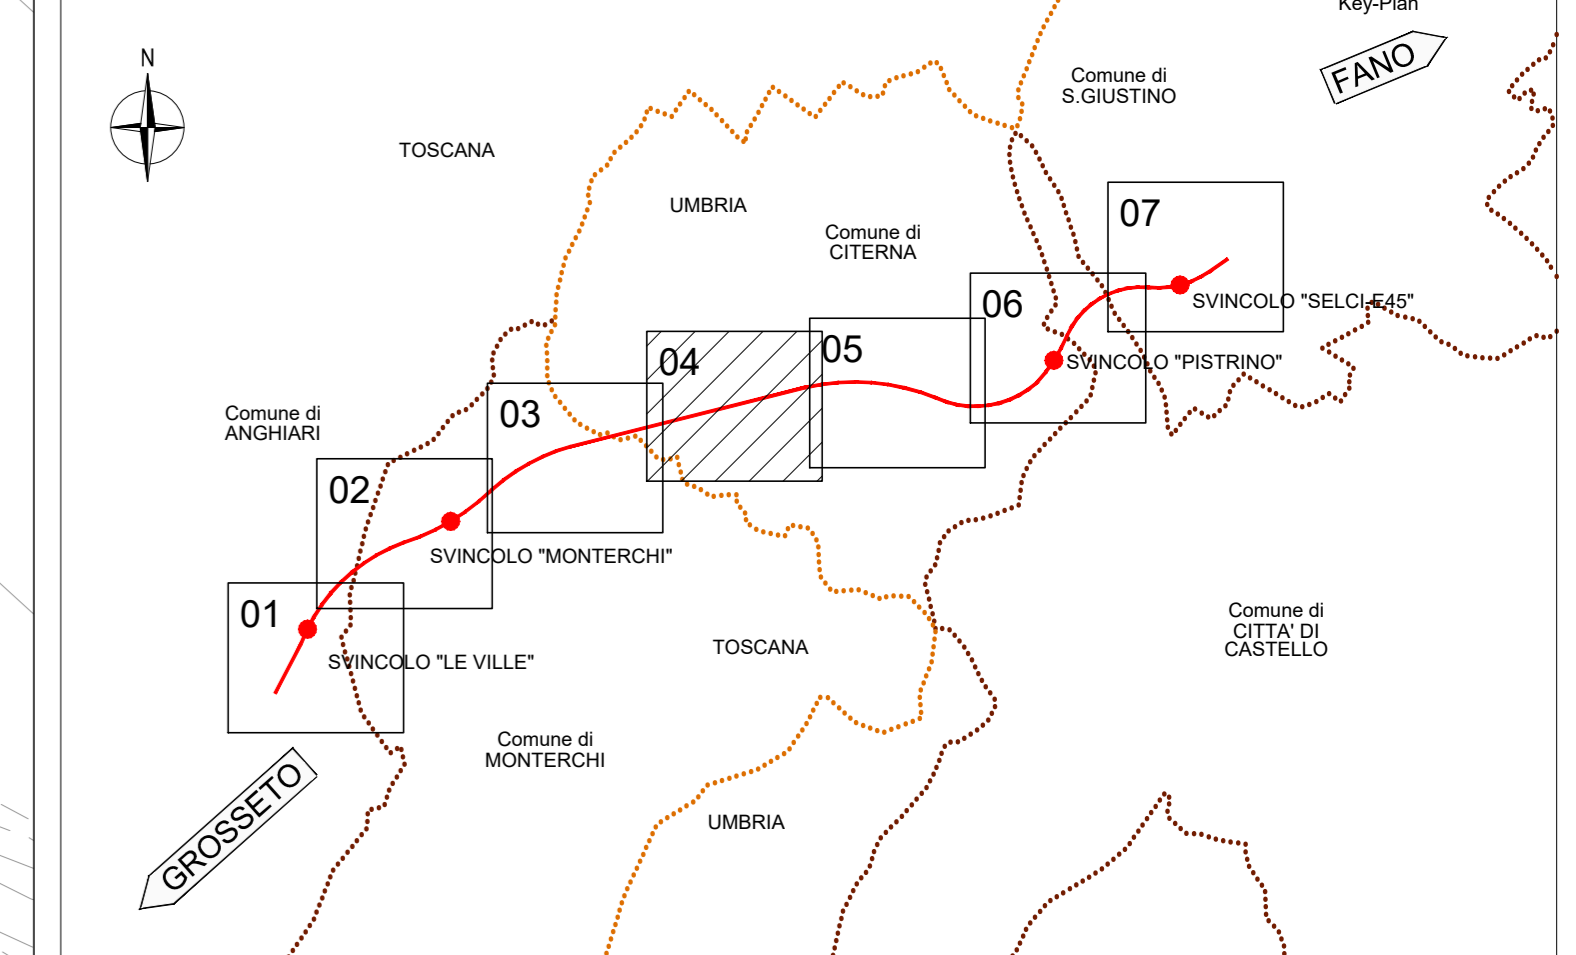 Key-Plan
N
FANO
Comune di
S.GIUSTINO
TOSCANA
UMBRIA
07
Comune di
CITERNA
06
SVINCOLO "SELCI-E45"
04
05
SVINCOLO "PISTRINO"
03
Comune di
ANGHIARI
02
SVINCOLO "MONTERCHI"
01
SVINCOLO "LE VILLE"
TOSCANA
Comune di
CITTA' DI
CASTELLO
Comune di
MONTERCHI
GROSSETO
UMBRIA